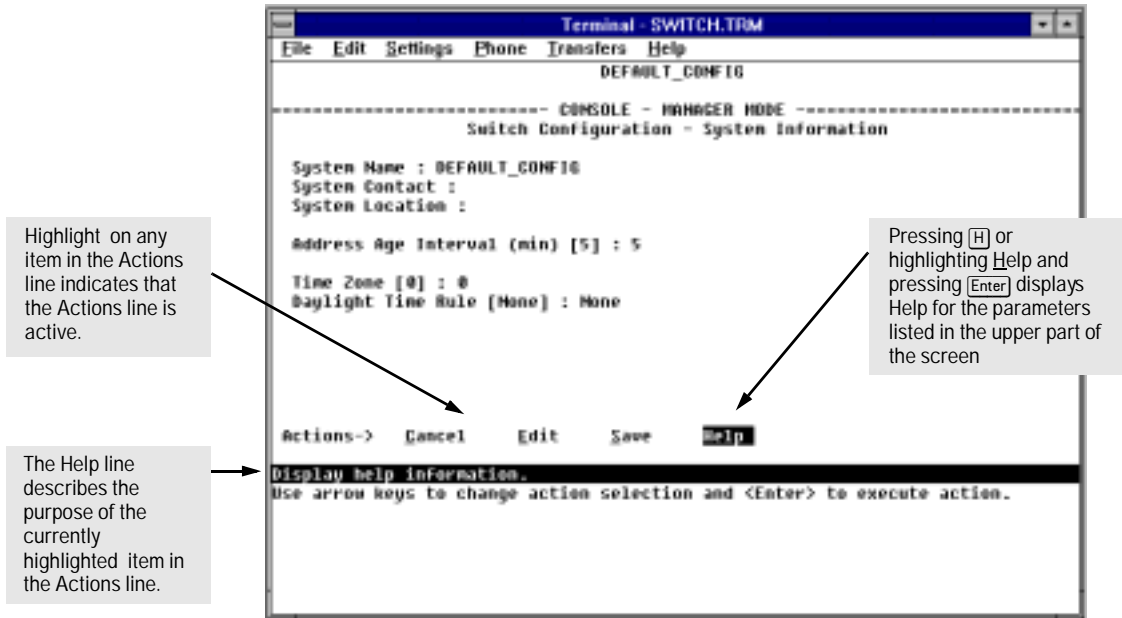 Terminal - SWITCH.TRM
File Edit Settings Phone Transfers Help
DEFAULT_CONFIG
------------------------- CONSOLE - MANAGER MODE -------------------------
Switch Configuration - System Information
System Name : DEFAULT_CONFIG
System Contact :
System Location :
Address Age Interval (min) [5] : 5
Time Zone [0] : 0
Daylight Time Rule [None] : None
Actions-> Cancel Edit Save Help
Display help information.
Use arrow keys to change action selection and <Enter> to execute action.
Highlight on any
item in the Actions
line indicates that
the Actions line is
active.
The Help line
describes the
purpose of the
currently
highlighted item in
the Actions line.
Pressing H or
highlighting Help and
pressing Enter displays
Help for the parameters
listed in the upper part of
the screen